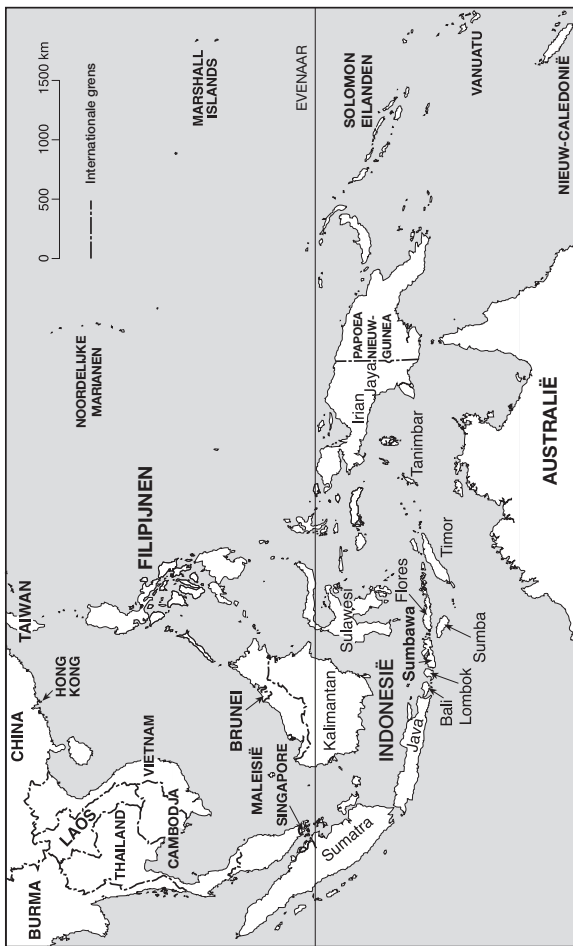 BURMA
CHINA
TAIWAN
HONG
KONG
LAOS
VIETNAM
THAILAND
CAMBODJA
FILIPIJNEN
NOORDELIJKE
MARIANEN
MARSHALL
ISLANDS
0 500 1000 1500 km
Internationale grens
BRUNEI
MALEISIË
SINGAPORE
EVENAAR
Kalimantan
Sumatra
Sulawesi
INDONESIË
Java
Bali
Lombok
Sumbawa
Flores
Sumba
Timor
Tanimbar
Irian
Jaya
PAPOEA
NIEUW-
GUINEA
SOLOMON
EILANDEN
VANUATU
NIEUW-CALEDONIË
AUSTRALIË